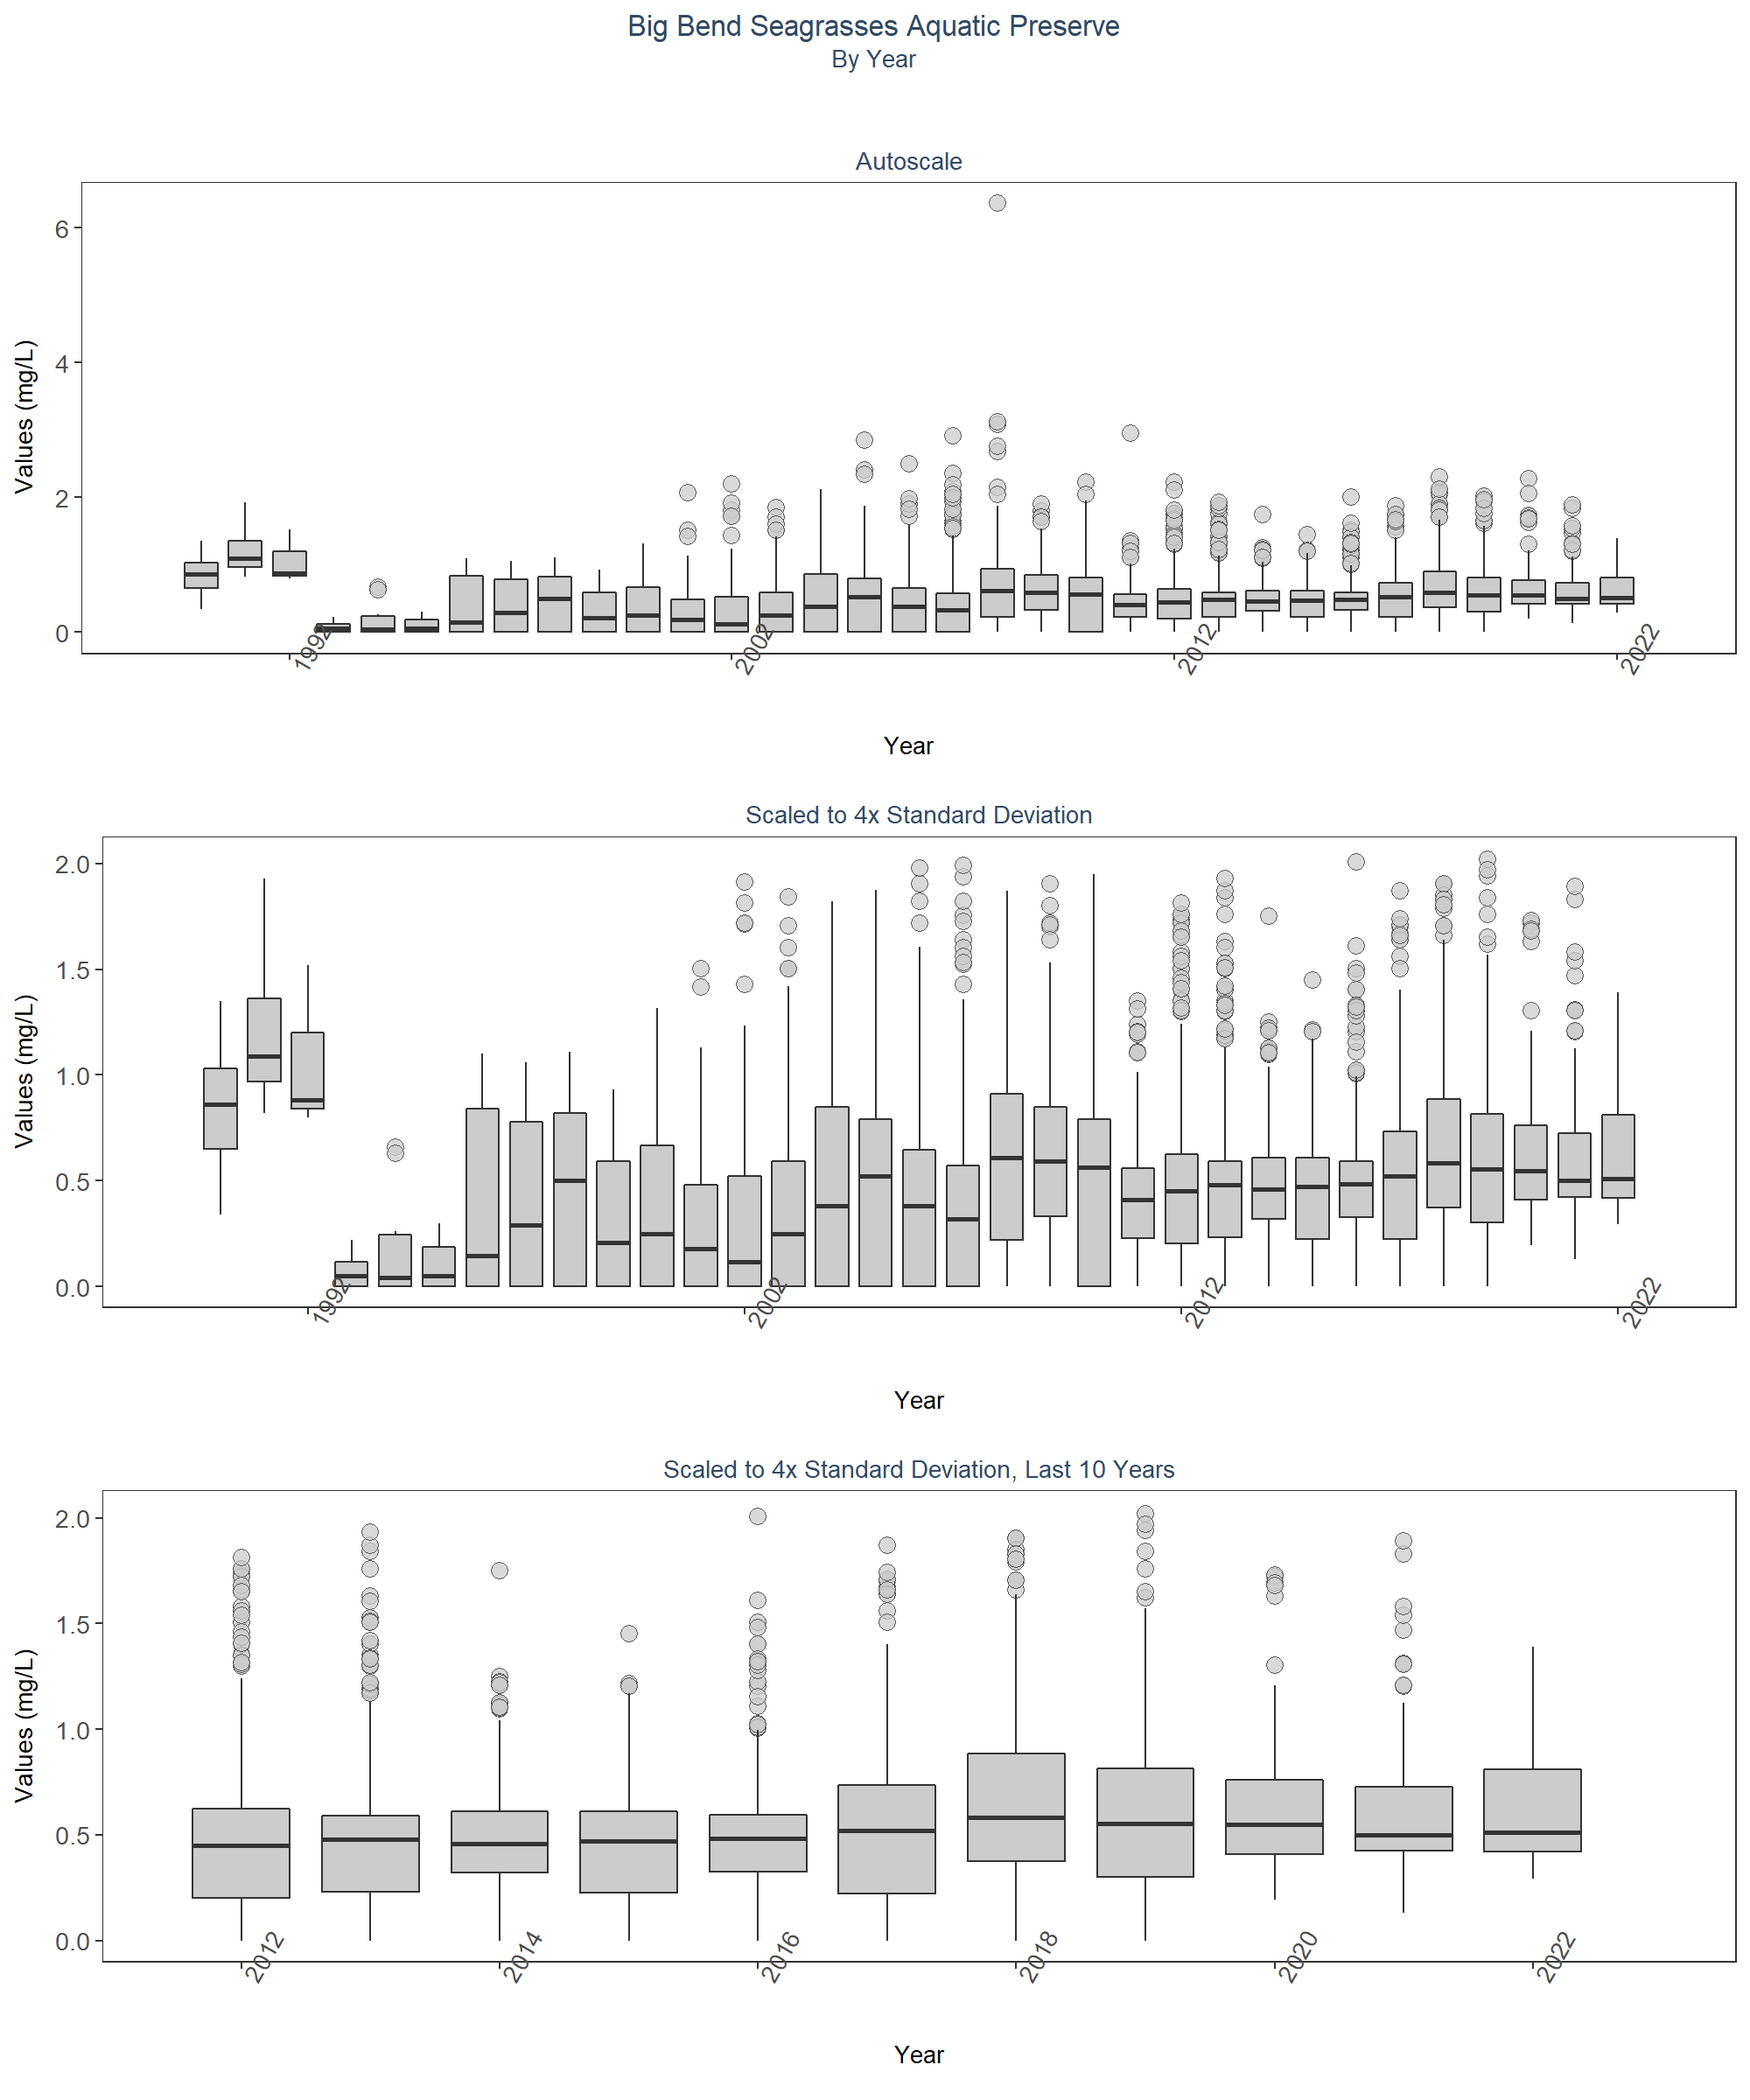 Big Bend Seagrasses Aquatic Preserve
By Year
Autoscale
Values (mg/L)
6
4
2
0
1992
2002
2012
2022
Year
Scaled to 4x Standard Deviation
Values (mg/L)
2.0
1.5
1.0
0.5
0.0
1992
2002
2012
2022
Year
Scaled to 4x Standard Deviation, Last 10 Years
Values (mg/L)
2.0
1.5
1.0
0.5
0.0
2012
2014
2016
2018
2020
2022
Year